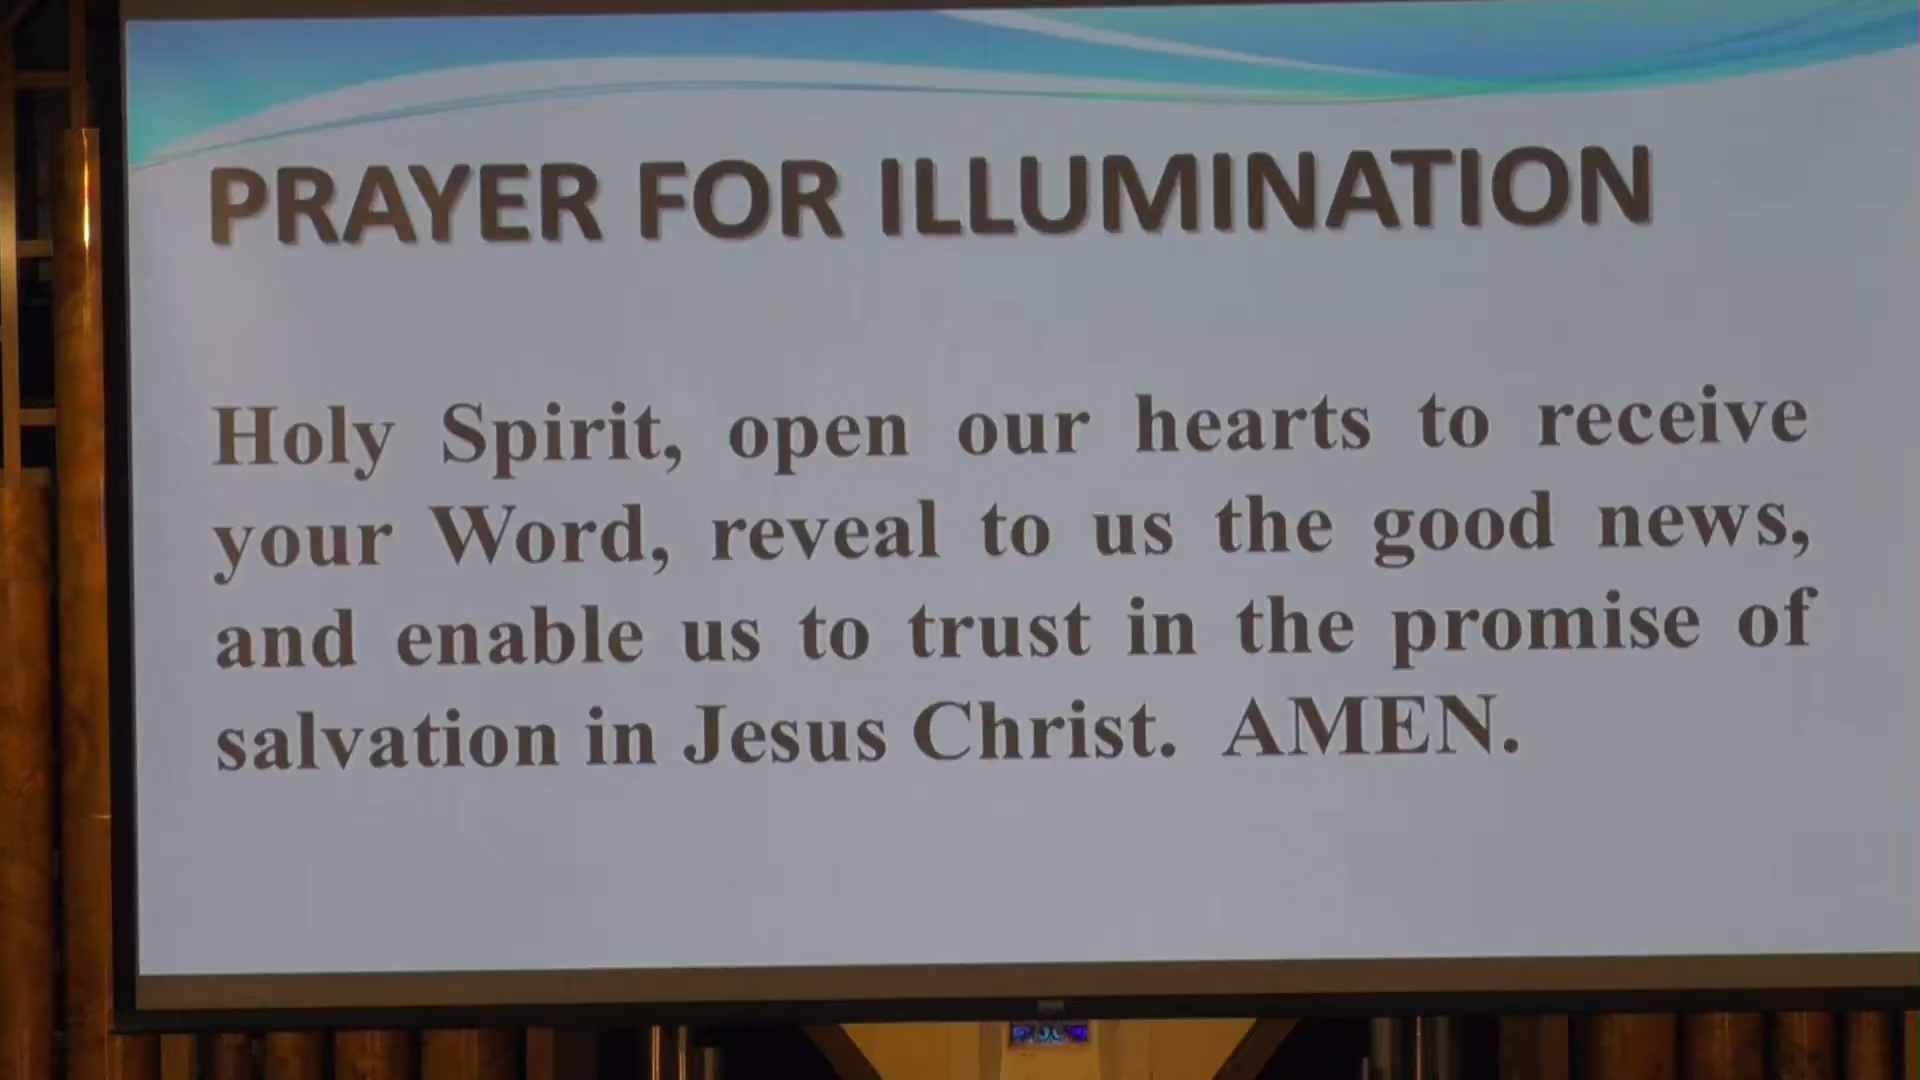 PRAYER FOR ILLUMINATION
Holy Spirit, open our hearts to receive
your Word, reveal to us the good news,
and enable us to trust in the promise of
salvation in Jesus Christ. AMEN.